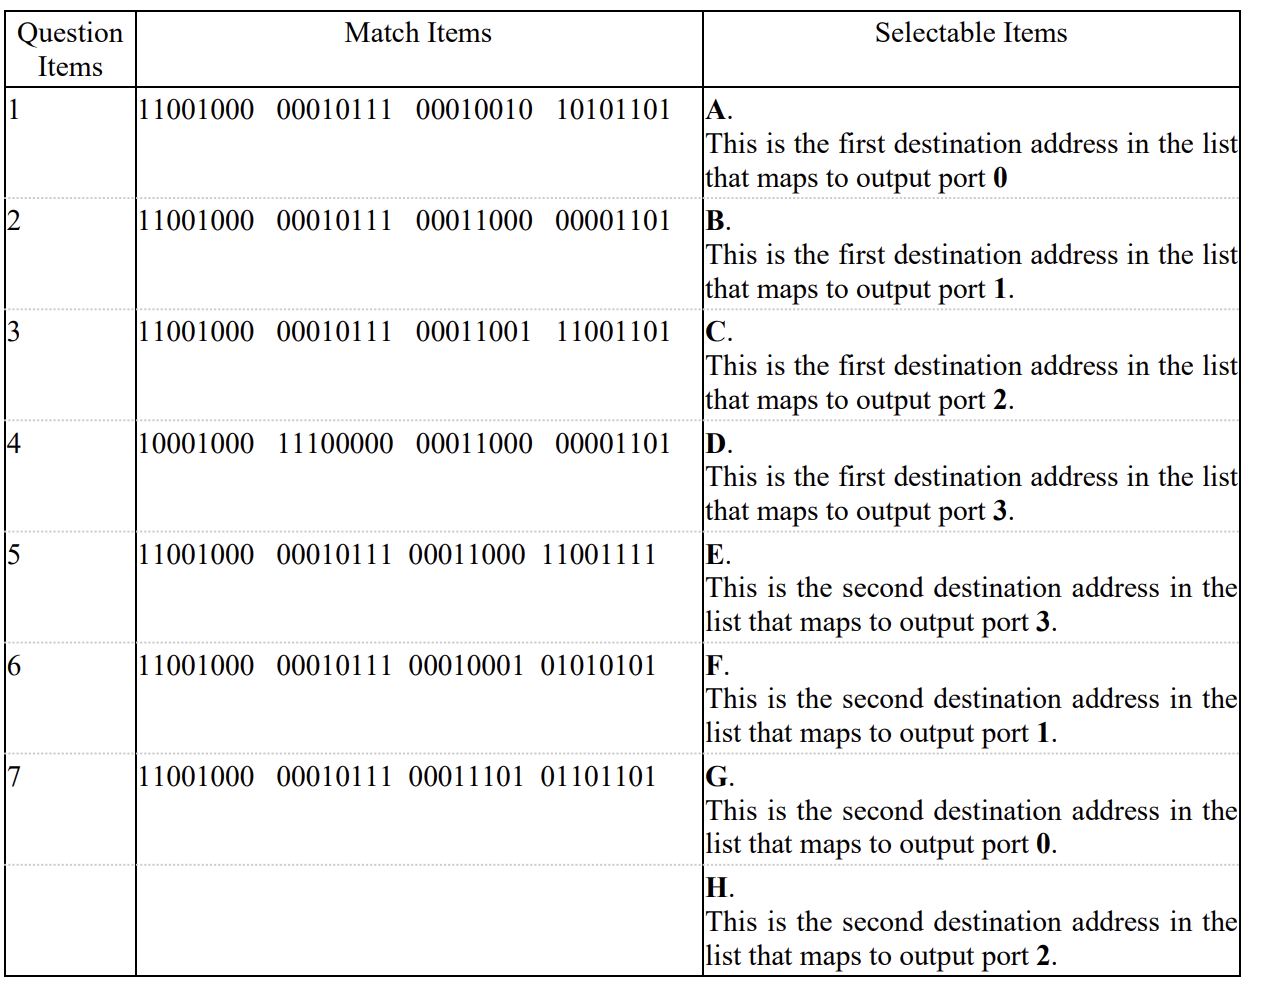 Question Items
Match Items
Selectable Items
1
11001000 00010111 00010010 10101101
A.
This is the first destination address in the list
that maps to output port 0
2
11001000 00010111 00011000 00001101
B.
This is the first destination address in the list
that maps to output port 1.
3
11001000 00010111 00011001 11001101
C.
This is the first destination address in the list
that maps to output port 2.
4
10001000 11100000 00011000 00001101
D.
This is the first destination address in the list
that maps to output port 3.
5
11001000 00010111 00011000 11001111
E.
This is the second destination address in the
list that maps to output port 3.
6
11001000 00010111 00010001 01010101
F.
This is the second destination address in the
list that maps to output port 1.
7
11001000 00010111 00011101 01101101
G.
This is the second destination address in the
list that maps to output port 0.
H.
This is the second destination address in the
list that maps to output port 2.